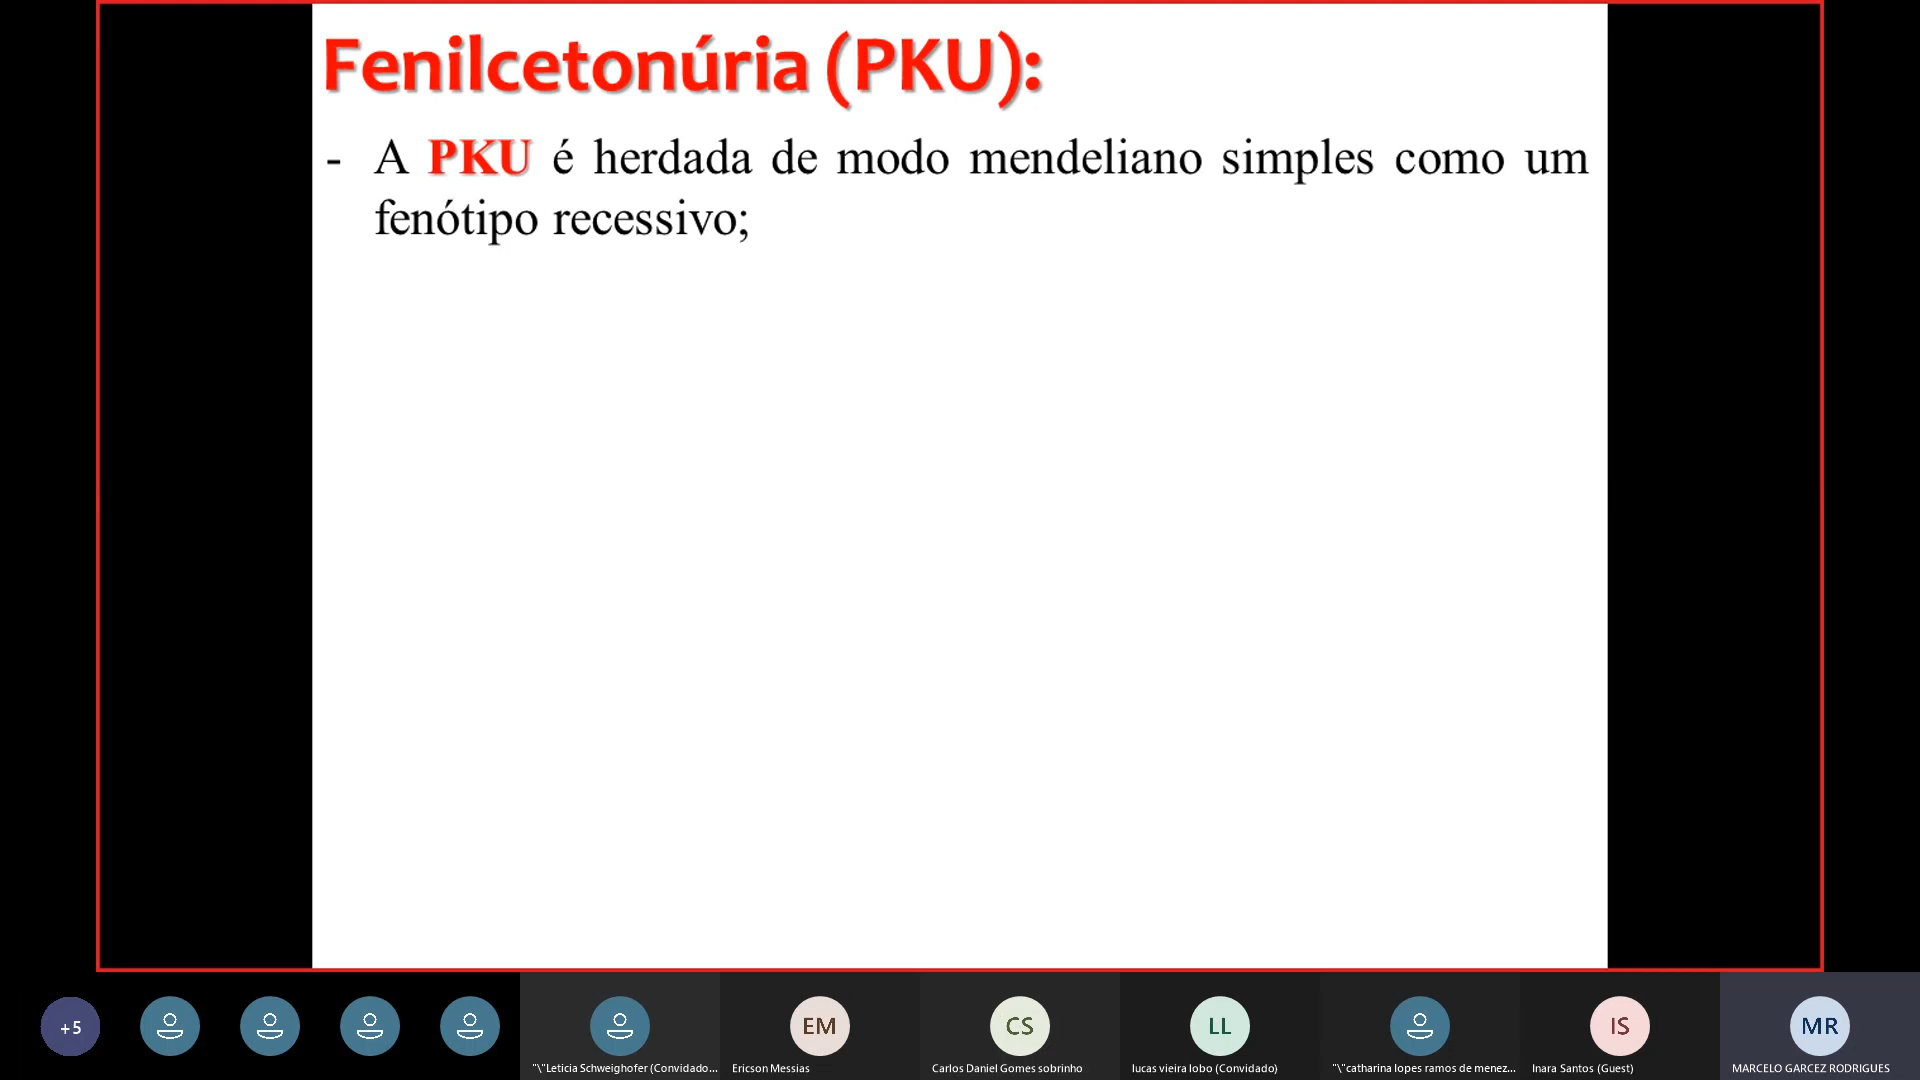 Fenilcetonúria (PKU):
- A PKU é herdada de modo mendeliano simples como um
fenótipo recessivo;
+5
EM
CS
LL
IS
MR
"\"Leticia Schweighofer (Convidado...
Ericson Messias
Carlos Daniel Gomes sobrinho
lucas vieira lobo (Convidado)
"\"catharina lopes ramos de menez...
Inara Santos (Guest)
MARCELO GARCEZ RODRIGUES